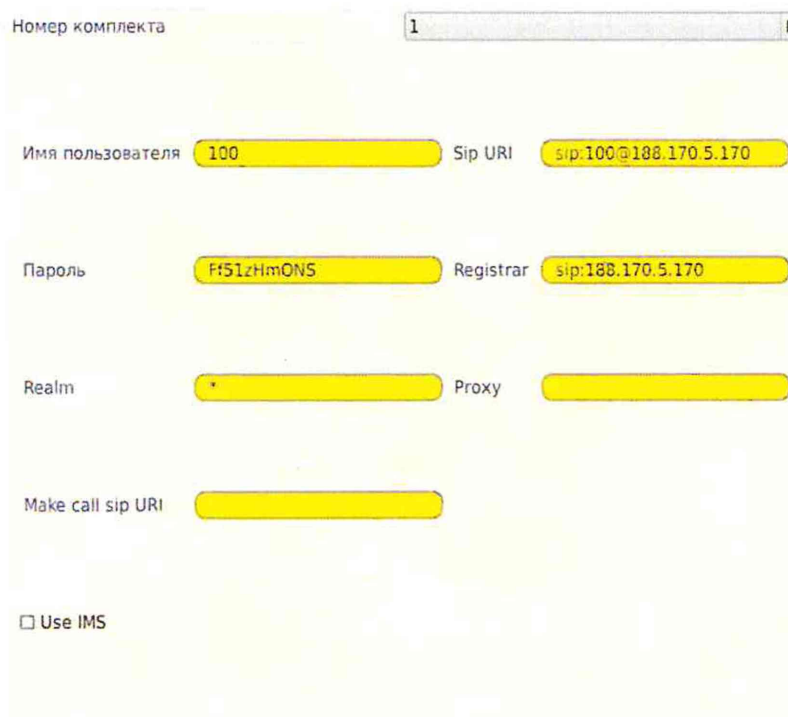 Номер комплекта 1
Имя пользователя 100 Sip URI sip:100@188.170.5.170
Пароль Ff51zHmONS Registrar sip:188.170.5.170
Realm * Proxy
Make call sip URI
Use IMS